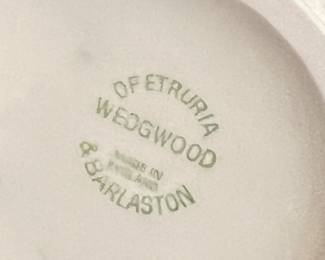 OF ETRURIA
WEDGWOOD
MADE IN
ENGLAND
& BARLASTON